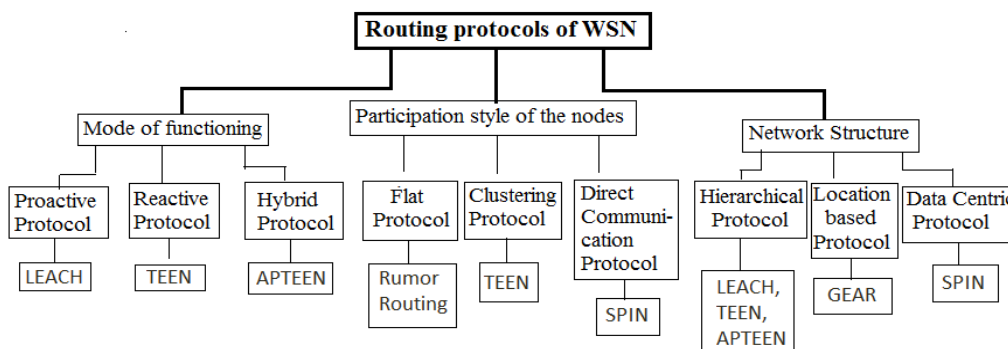 Routing protocols of WSN
Mode of functioning
Participation style of the nodes
Network Structure
Proactive
Protocol
Reactive
Protocol
Hybrid
Protocol
Flat
Protocol
Clustering
Protocol
Direct
Communi-
cation
Protocol
Hierarchical
Protocol
Location
based
Protocol
Data Centric
Protocol
LEACH
TEEN
APTEEN
Rumor
Routing
TEEN
SPIN
LEACH,
TEEN,
APTEEN
GEAR
SPIN